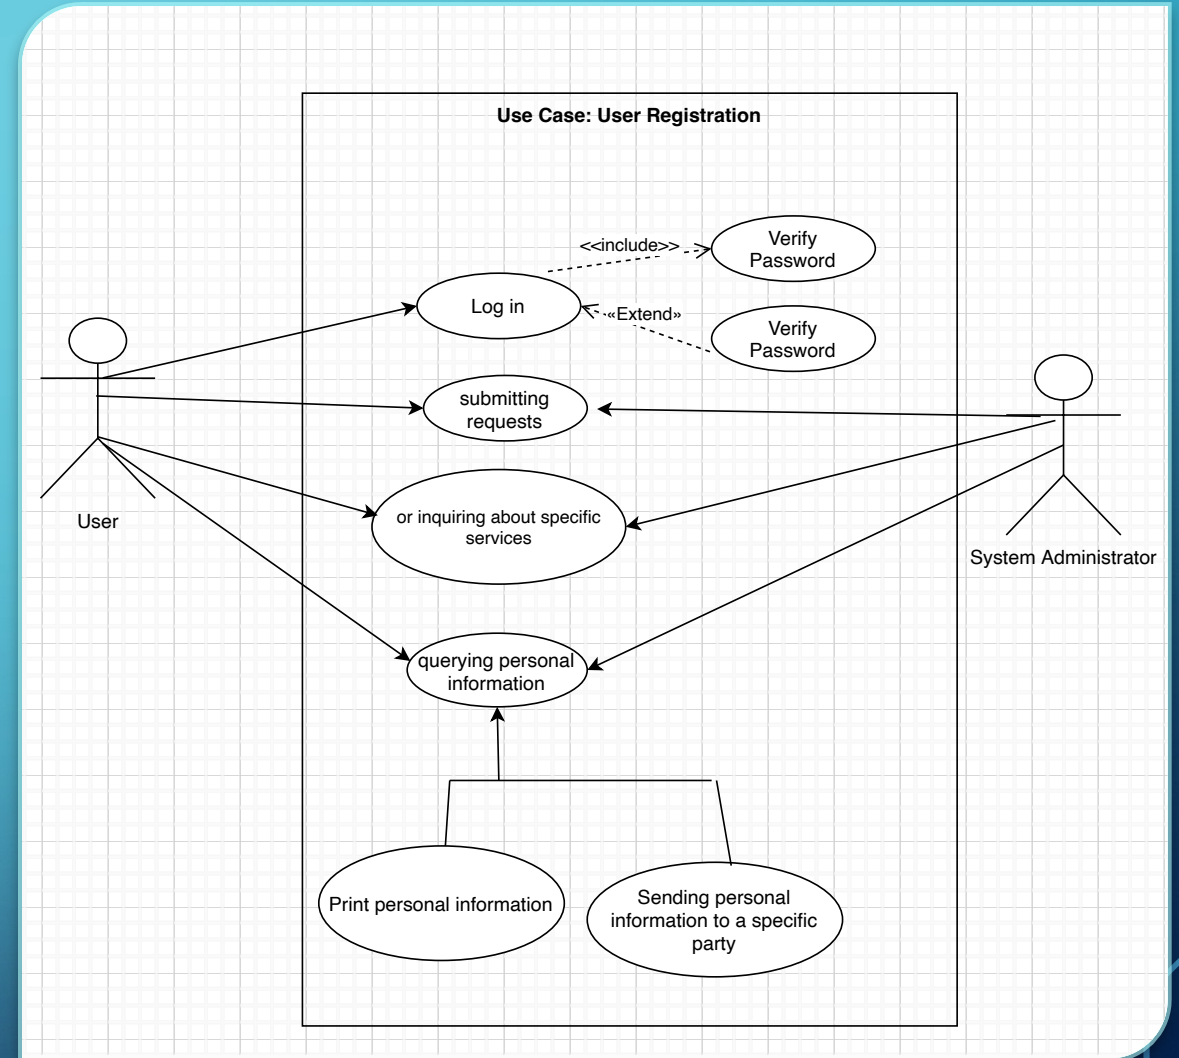 Use Case: User Registration
<<include>>
Verify
Password
Log in
«Extend»
Verify
Password
submitting
requests
or inquiring about specific
services
User
System Administrator
querying personal
information
Print personal information
Sending personal
information to a specific
party